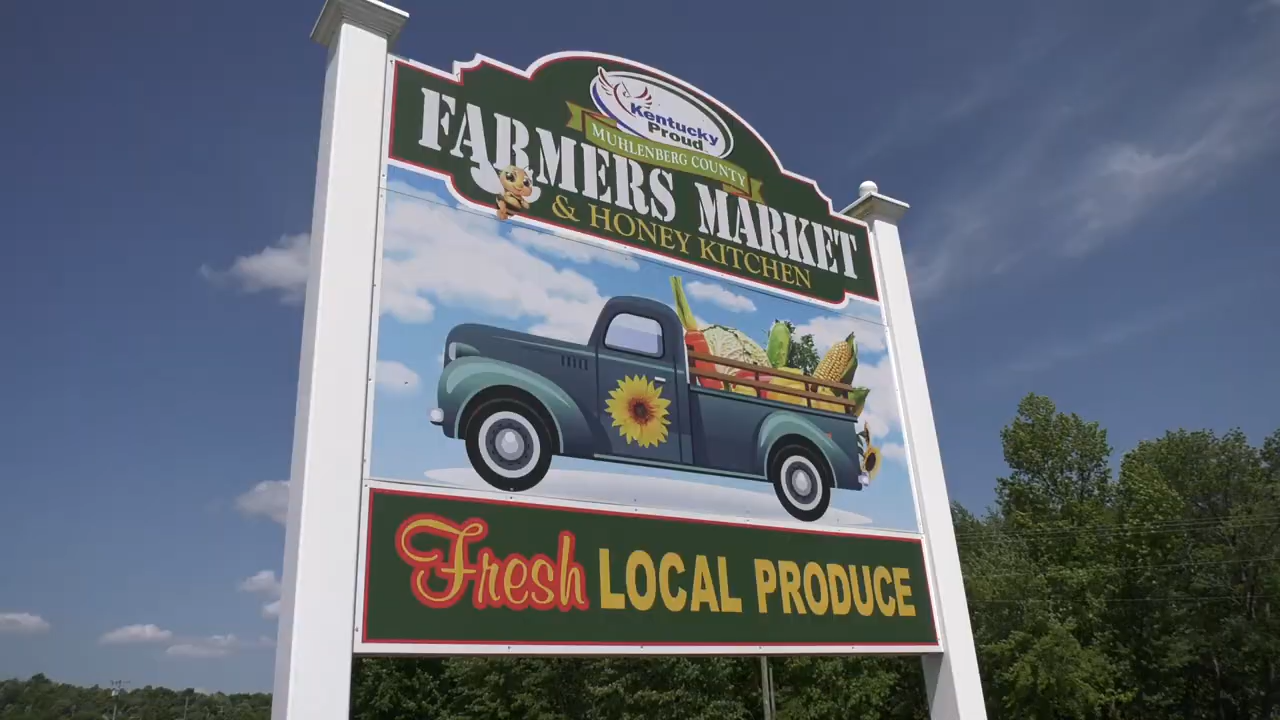 Kentucky
Proud
MUHLENBERG COUNTY
FARMERS MARKET
& HONEY KITCHEN
Fresh LOCAL PRODUCE